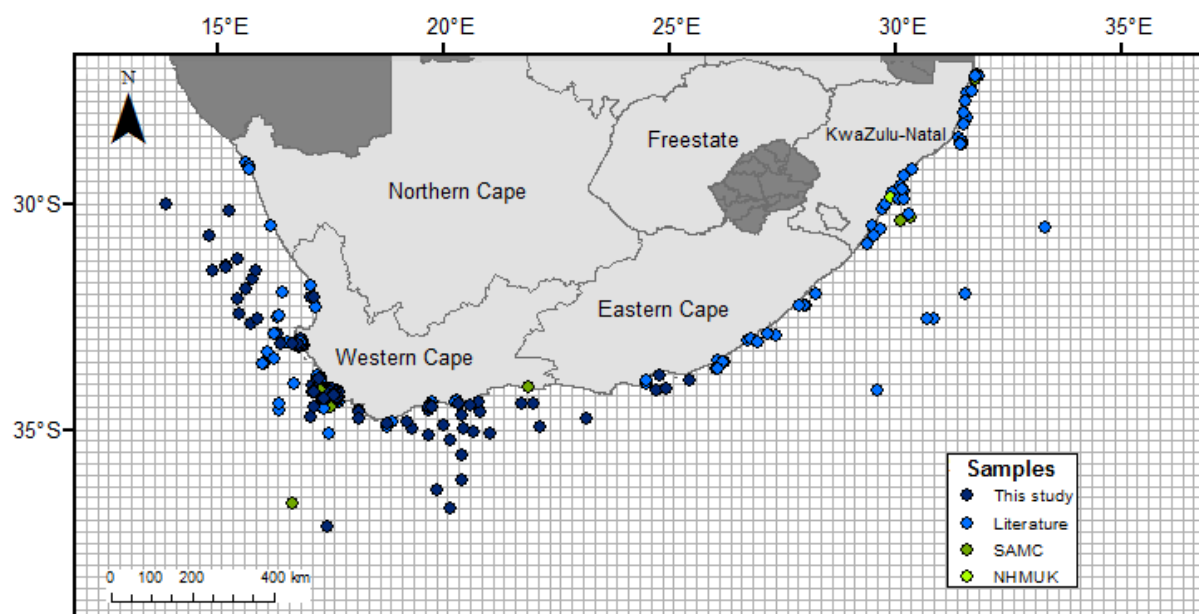 15°E 20°E 25°E 30°E 35°E
N
Freestate
KwaZulu-Natal
Northern Cape
30°S
Eastern Cape
Western Cape
35°S
Samples
This study
Literature
SAMC
NHMUK
0 100 200 400 km